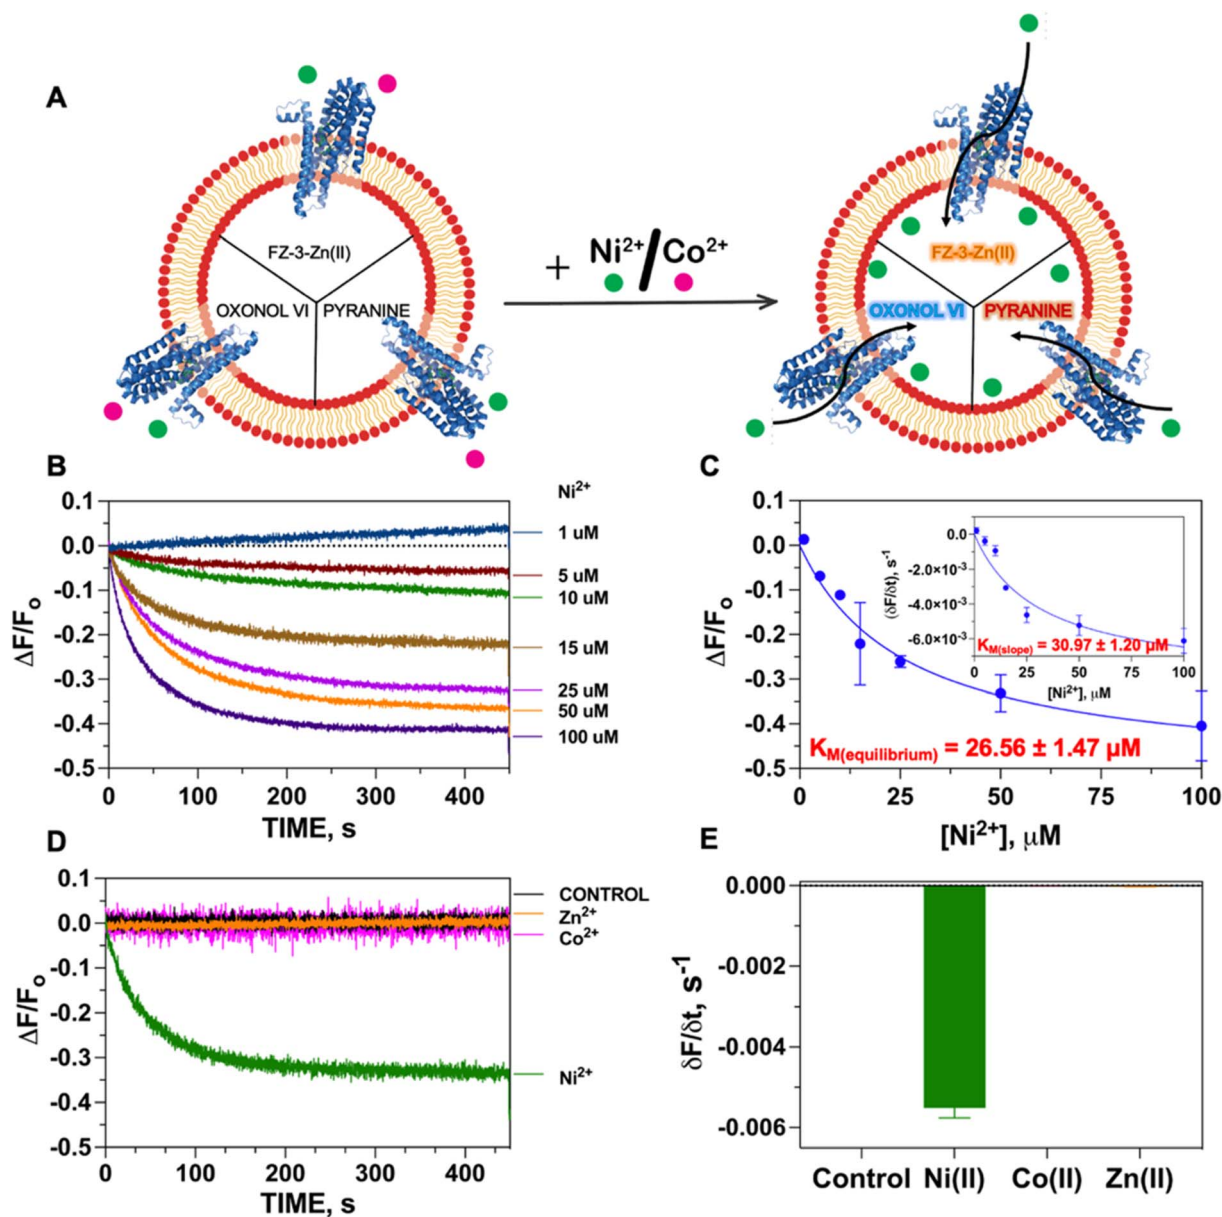 A
FZ-3-Zn(II)
OXONOL VI
PYRANINE
+ Ni²⁺/Co²⁺
FZ-3-Zn(II)
OXONOL VI
PYRANINE
B
ΔF/Fₒ
0.1
0.0
-0.1
-0.2
-0.3
-0.4
-0.5
0 100 200 300 400
TIME, s
Ni²⁺
1 uM
5 uM
10 uM
15 uM
25 uM
50 uM
100 uM
C
ΔF/Fₒ
0.1
0.0
-0.1
-0.2
-0.3
-0.4
-0.5
0 25 50 75 100
[Ni²⁺], μM
K_M(equilibrium) = 26.56 ± 1.47 μM
(δF/δt), s⁻¹
0.0
-2.0×10⁻³
-4.0×10⁻³
-6.0×10⁻³
K_M(slope) = 30.97 ± 1.20 μM
0 25 50 75 100
[Ni²⁺], μM
D
ΔF/Fₒ
0.1
0.0
-0.1
-0.2
-0.3
-0.4
-0.5
0 100 200 300 400
TIME, s
CONTROL
Zn²⁺
Co²⁺
Ni²⁺
E
δF/δt, s⁻¹
0.000
-0.002
-0.004
-0.006
Control Ni(II) Co(II) Zn(II)